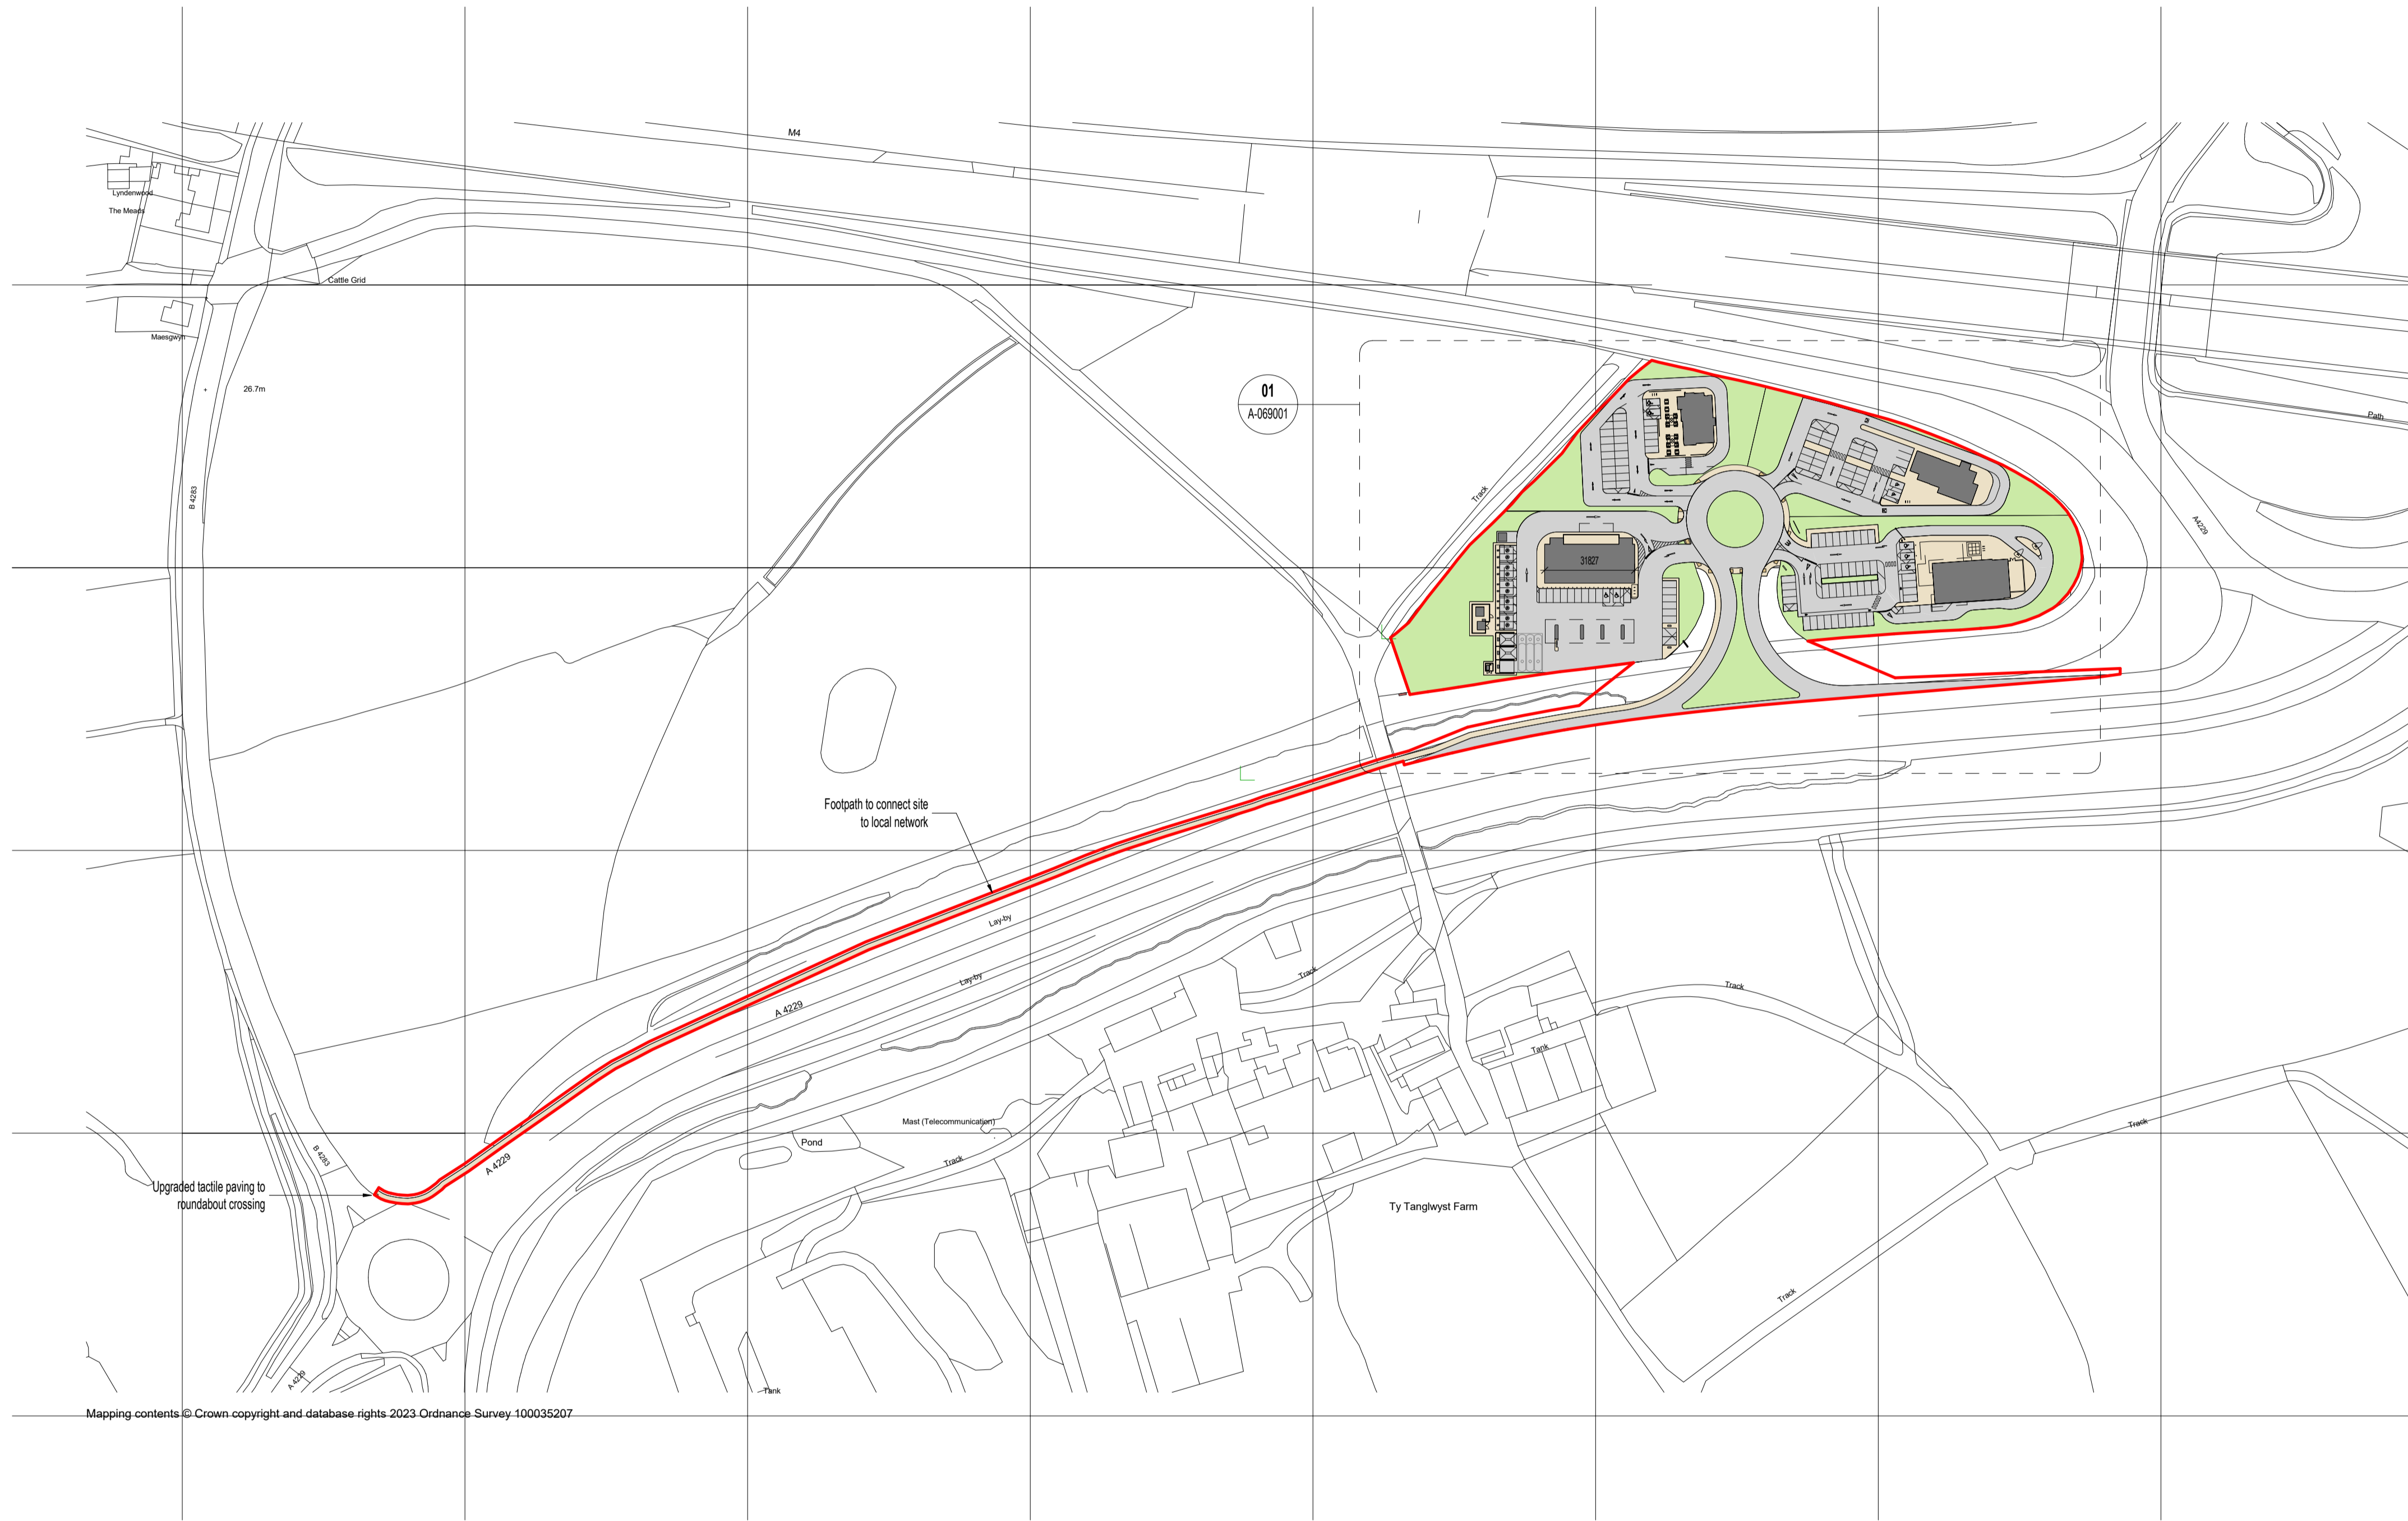 M4
Lyndenwood
The Meads
Cattle Grid
Maesgwyn
26.7m
B 4283
01
A-069001
Track
Path
A4229
31827
Footpath to connect site
to local network
Lay-by
Lay-by
A 4229
Track
Track
Tank
Mast (Telecommunication)
Pond
Track
A 4229
B 4283
Upgraded tactile paving to
roundabout crossing
Track
Ty Tanglwyst Farm
Track
A 4229
Tank
Mapping contents © Crown copyright and database rights 2023 Ordnance Survey 100035207